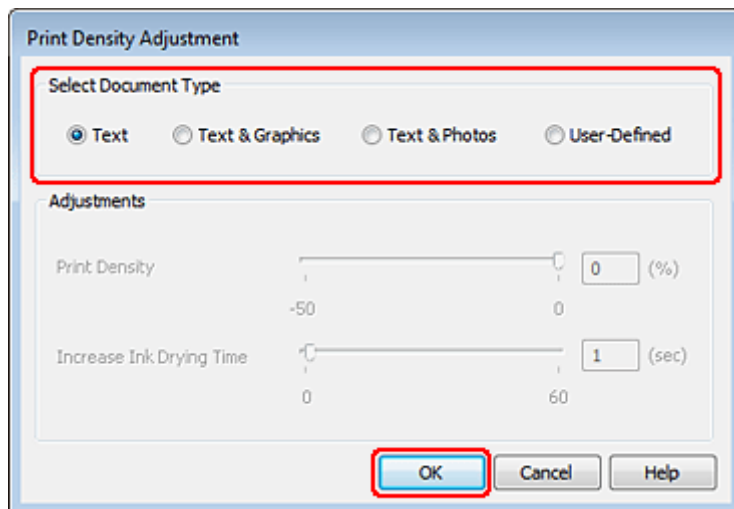 Print Density Adjustment
Select Document Type
Text Text & Graphics Text & Photos User-Defined
Adjustments
Print Density 0 (%)
-50 0
Increase Ink Drying Time 1 (sec)
0 60
OK Cancel Help